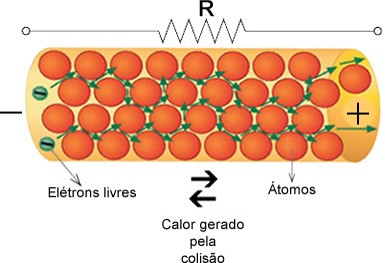 R
− +
Elétrons livres
Átomos
Calor gerado
pela
colisão